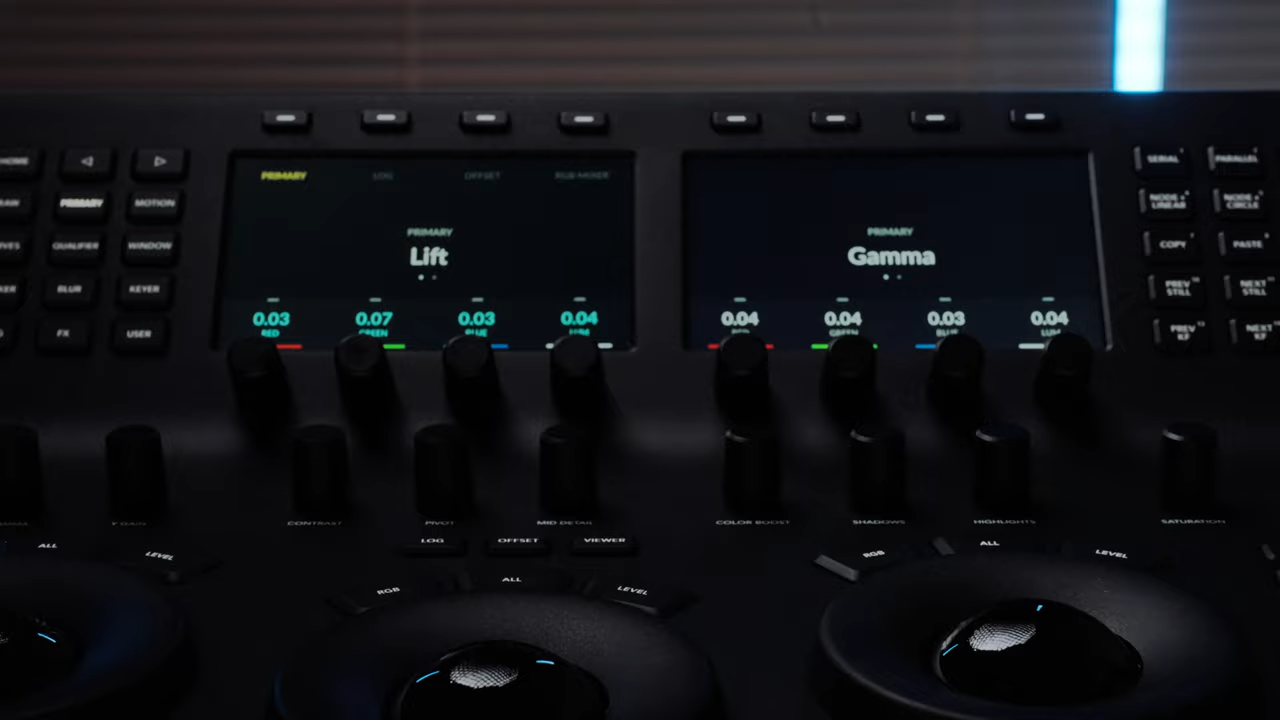 HOME
SERIAL
PARALLEL
PRIMARY LOG OFFSET RGB MIXER
PRIMARY
MOTION
NODE +
LINEAR
NODE +
CIRCLE
QUALIFIER
WINDOW
COPY
PASTE
BLUR
KEYER
PREV
STILL
NEXT
STILL
FX
USER
PREV
KF
NEXT
KF
PRIMARY
Lift
0.03 0.07 0.03 0.04
RED GREEN BLUE LUM
PRIMARY
Gamma
0.04 0.04 0.03 0.04
RED GREEN BLUE LUM
Y GAIN
CONTRAST
PIVOT
MID DETAIL
COLOR BOOST
SHADOWS
HIGHLIGHTS
SATURATION
LOG
OFFSET
VIEWER
ALL
LEVEL
RGB
ALL
LEVEL
RGB
ALL
LEVEL